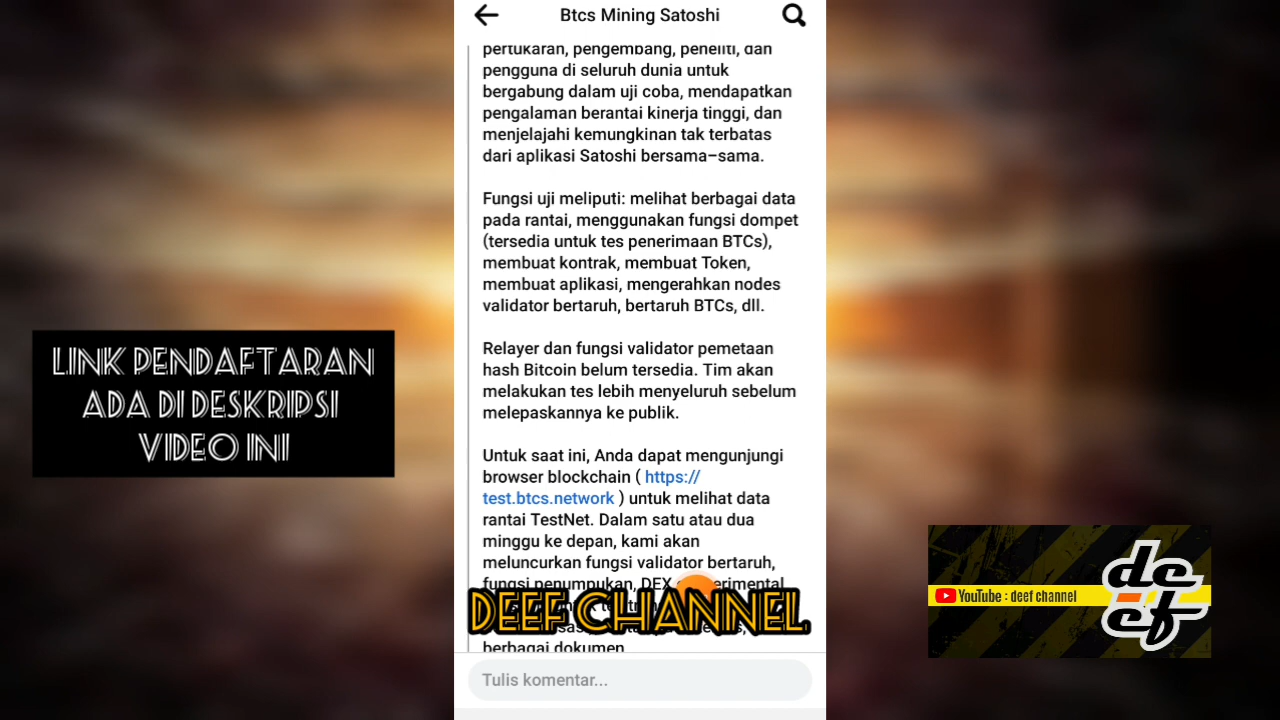 Btcs Mining Satoshi
pertukaran, pengembang, peneliti, dan
pengguna di seluruh dunia untuk
bergabung dalam uji coba, mendapatkan
pengalaman berantai kinerja tinggi, dan
menjelajahi kemungkinan tak terbatas
dari aplikasi Satoshi bersama-sama.
Fungsi uji meliputi: melihat berbagai data
pada rantai, menggunakan fungsi dompet
(tersedia untuk tes penerimaan BTCs),
membuat kontrak, membuat Token,
membuat aplikasi, mengerahkan nodes
validator bertaruh, bertaruh BTCs, dll.
Relayer dan fungsi validator pemetaan
hash Bitcoin belum tersedia. Tim akan
melakukan tes lebih menyeluruh sebelum
melepaskannya ke publik.
Untuk saat ini, Anda dapat mengunjungi
browser blockchain ( https://
test.btcs.network ) untuk melihat data
rantai TestNet. Dalam satu atau dua
minggu ke depan, kami akan
meluncurkan fungsi validator bertaruh,
fungsi penumpukan, DEX
berbagai dokumen
DEEF CHANNEL
Tulis komentar...
LINK PENDAFTARAN
ADA DI DESKRIPSI
VIDEO INI
de
YouTube : deef channel
ef